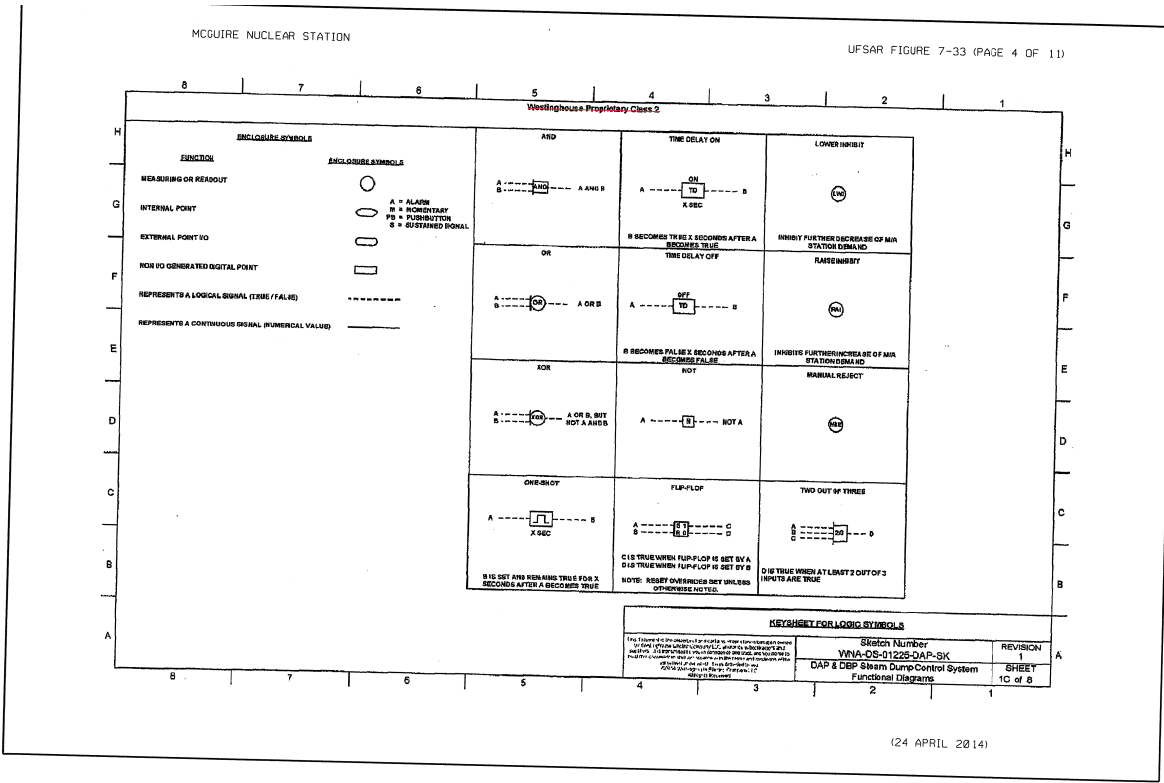 MCGUIRE NUCLEAR STATION
UFSAR FIGURE 7-33 (PAGE 4 OF 11)
8 7 6 5 4 3 2 1
Westinghouse Proprietary Class 2
H
G
F
E
D
C
B
A
ENCLOSURE SYMBOLS
FUNCTION
ENCLOSURE SYMBOLS
MEASURING OR READOUT
INTERNAL POINT
A = ALARM
M = MOMENTARY
PB = PUSHBUTTON
S = SUSTAINED SIGNAL
EXTERNAL POINT I/O
NON I/O GENERATED DIGITAL POINT
REPRESENTS A LOGICAL SIGNAL (TRUE / FALSE)
REPRESENTS A CONTINUOUS SIGNAL (NUMERICAL VALUE)
AND
A
B
AND
A AND B
TIME DELAY ON
ON
A TD B
X SEC
B BECOMES TRUE X SECONDS AFTER A
BECOMES TRUE
LOWER INHIBIT
INHIBIT FURTHER DECREASE OF M/A
STATION DEMAND
OR
A
B
OR
A OR B
TIME DELAY OFF
OFF
A TD B
B BECOMES FALSE X SECONDS AFTER A
BECOMES FALSE
RAISE INHIBIT
RAI
INHIBITS FURTHER INCREASE OF M/A
STATION DEMAND
XOR
A
B
XOR
A OR B, BUT
NOT A AND B
NOT
A N NOT A
MANUAL REJECT
ONE-SHOT
A B
X SEC
B IS SET AND REMAINS TRUE FOR X
SECONDS AFTER A BECOMES TRUE
FLIP-FLOP
A S 1 C
B R 0 D
C IS TRUE WHEN FLIP-FLOP IS SET BY A
D IS TRUE WHEN FLIP-FLOP IS SET BY B
NOTE: RESET OVERRIDES SET UNLESS
OTHERWISE NOTED.
TWO OUT OF THREE
A
B
C
2/3
D
D IS TRUE WHEN AT LEAST 2 OUT OF 3
INPUTS ARE TRUE
H
G
F
E
D
C
B
A
KEYSHEET FOR LOGIC SYMBOLS
Sketch Number
WNA-DS-01225-DAP-SK
REVISION
1
DAP & DBP Steam Dump Control System
Functional Diagrams
SHEET
1C of 8
8 7 6 5 4 3 2 1
(24 APRIL 2014)